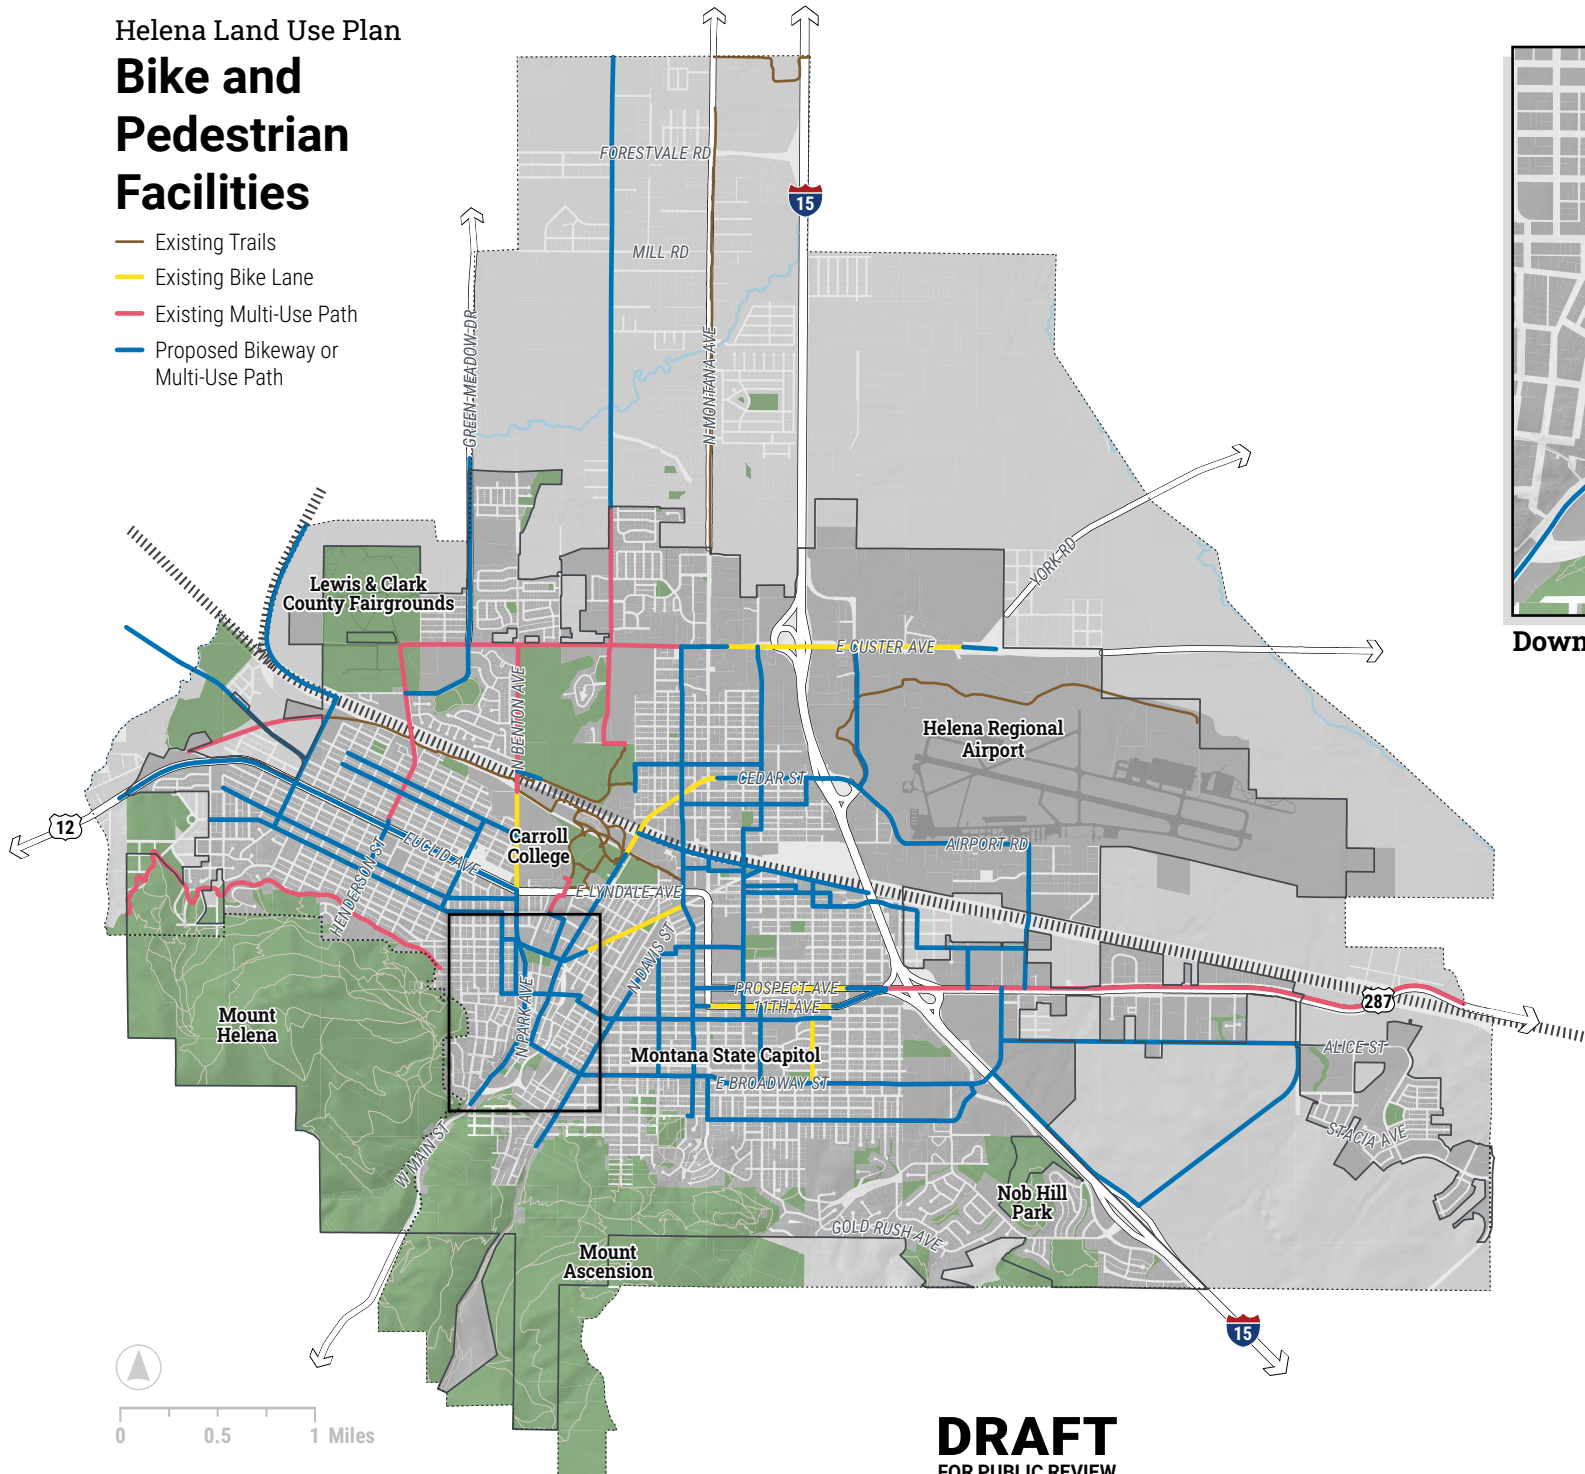 Helena Land Use Plan
Bike and
Pedestrian
Facilities
Existing Trails
Existing Bike Lane
Existing Multi-Use Path
Proposed Bikeway or
Multi-Use Path
FORESTVALE RD
15
MILL RD
GREEN MEADOW DR
N MONTANA AVE
YORK RD
Lewis & Clark
County Fairgrounds
E CUSTER AVE
Down
N BENTON AVE
Helena Regional
Airport
CEDAR ST
12
EUCLID AVE
Carroll
College
AIRPORT RD
HENDERSON ST
E LYNDALE AVE
N DAVIS ST
PROSPECT AVE
11TH AVE
287
Mount
Helena
N PARK AVE
Montana State Capitol
ALICE ST
E BROADWAY ST
STACIA AVE
W MAIN ST
Nob Hill
Park
GOLD RUSH AVE
Mount
Ascension
15
0 0.5 1 Miles
DRAFT
FOR PUBLIC REVIEW